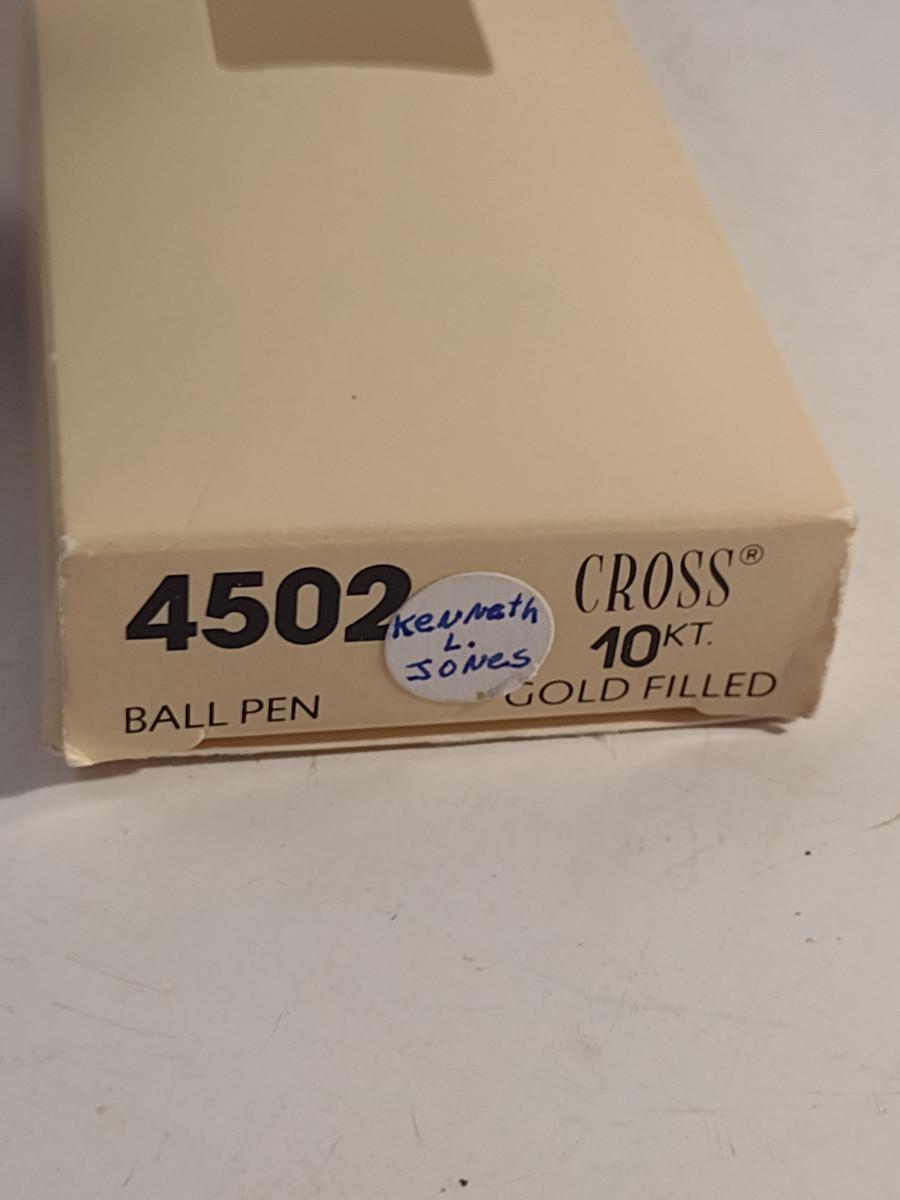 4502
BALL PEN
Kenneth
L.
Jones
CROSS®
10KT.
GOLD FILLED